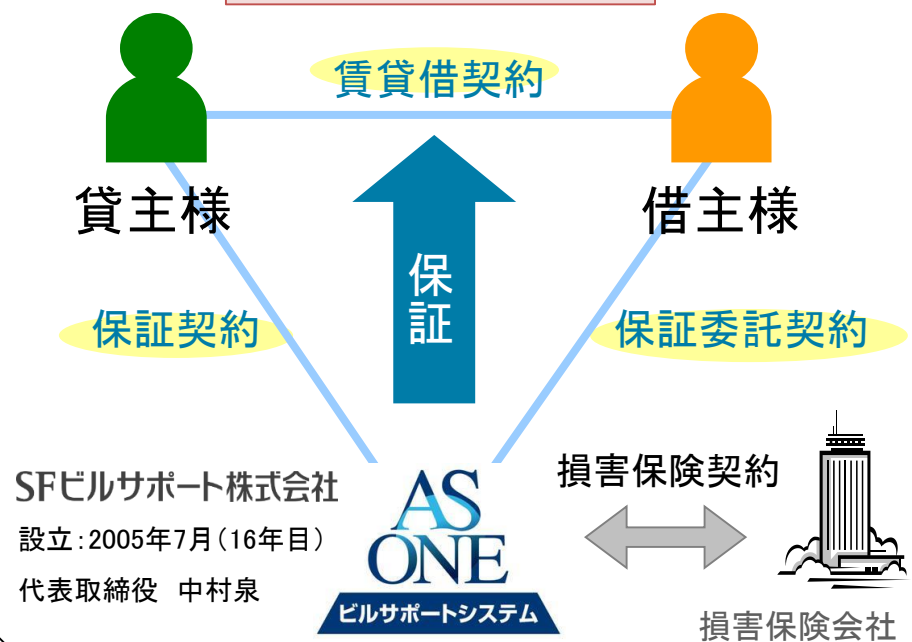 賃貸借契約
貸主様
借主様
保証
保証契約
保証委託契約
SFビルサポート株式会社
設立:2005年7月(16年目)
代表取締役 中村泉
AS
ONE
ビルサポートシステム
損害保険契約
損害保険会社